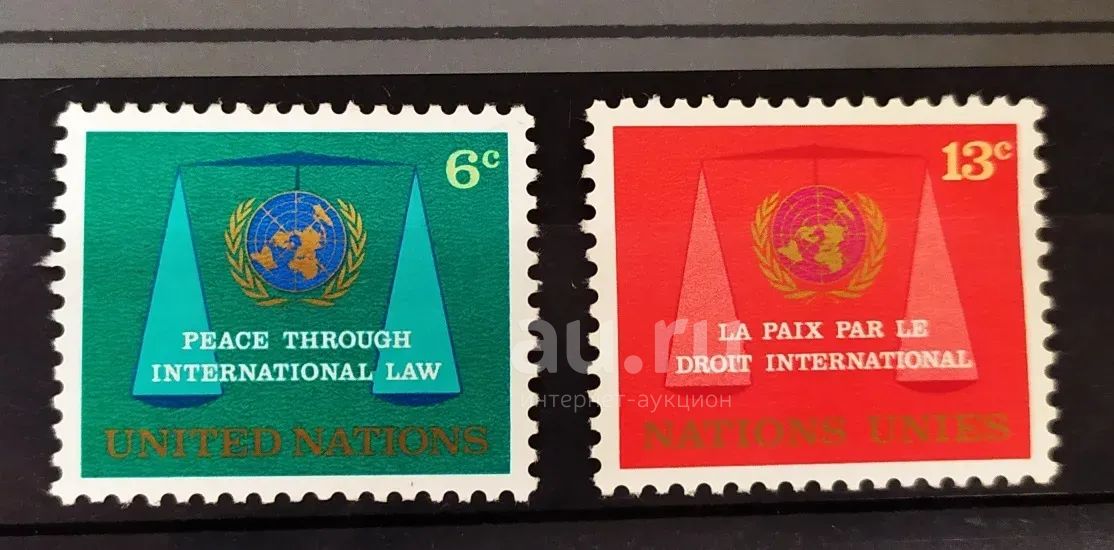 6c
PEACE THROUGH
INTERNATIONAL LAW
UNITED NATIONS
13c
LA PAIX PAR LE
DROIT INTERNATIONAL
NATIONS UNIES
au.ru
интернет-аукцион